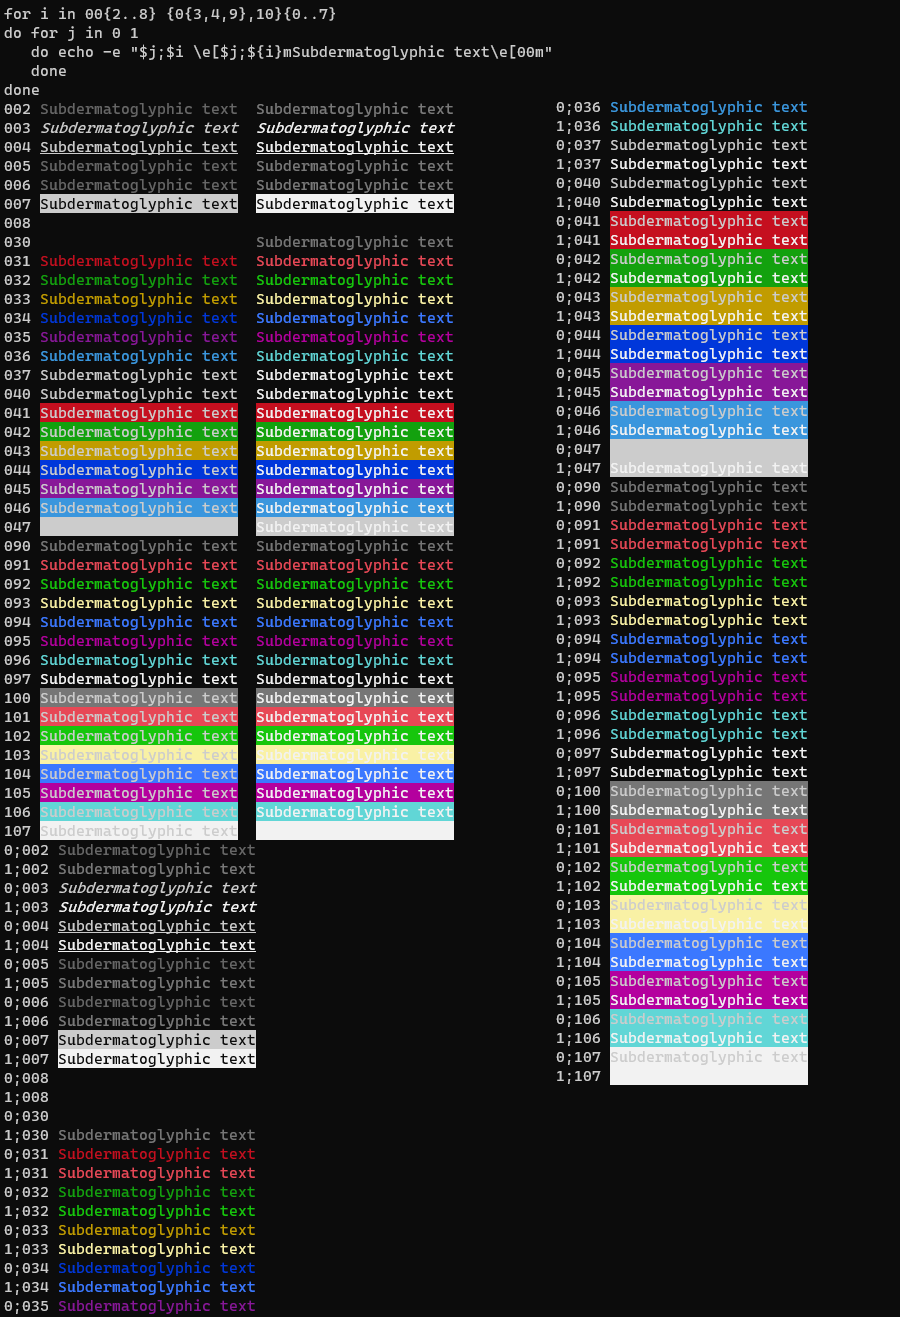 for i in 00{2..8} {0{3,4,9},10}{0..7}
do for j in 0 1
do echo -e "$j;$i \e[$j;${i}mSubdermatoglyphic text\e[00m"
done
done
002 Subdermatoglyphic text Subdermatoglyphic text
003 Subdermatoglyphic text Subdermatoglyphic text
004 Subdermatoglyphic text Subdermatoglyphic text
005 Subdermatoglyphic text Subdermatoglyphic text
006 Subdermatoglyphic text Subdermatoglyphic text
007 Subdermatoglyphic text Subdermatoglyphic text
008
030 Subdermatoglyphic text
031 Subdermatoglyphic text Subdermatoglyphic text
032 Subdermatoglyphic text Subdermatoglyphic text
033 Subdermatoglyphic text Subdermatoglyphic text
034 Subdermatoglyphic text Subdermatoglyphic text
035 Subdermatoglyphic text Subdermatoglyphic text
036 Subdermatoglyphic text Subdermatoglyphic text
037 Subdermatoglyphic text Subdermatoglyphic text
040 Subdermatoglyphic text Subdermatoglyphic text
041 Subdermatoglyphic text Subdermatoglyphic text
042 Subdermatoglyphic text Subdermatoglyphic text
043 Subdermatoglyphic text Subdermatoglyphic text
044 Subdermatoglyphic text Subdermatoglyphic text
045 Subdermatoglyphic text Subdermatoglyphic text
046 Subdermatoglyphic text Subdermatoglyphic text
047 Subdermatoglyphic text
090 Subdermatoglyphic text Subdermatoglyphic text
091 Subdermatoglyphic text Subdermatoglyphic text
092 Subdermatoglyphic text Subdermatoglyphic text
093 Subdermatoglyphic text Subdermatoglyphic text
094 Subdermatoglyphic text Subdermatoglyphic text
095 Subdermatoglyphic text Subdermatoglyphic text
096 Subdermatoglyphic text Subdermatoglyphic text
097 Subdermatoglyphic text Subdermatoglyphic text
100 Subdermatoglyphic text Subdermatoglyphic text
101 Subdermatoglyphic text Subdermatoglyphic text
102 Subdermatoglyphic text Subdermatoglyphic text
103 Subdermatoglyphic text Subdermatoglyphic text
104 Subdermatoglyphic text Subdermatoglyphic text
105 Subdermatoglyphic text Subdermatoglyphic text
106 Subdermatoglyphic text Subdermatoglyphic text
107 Subdermatoglyphic text
0;002 Subdermatoglyphic text
1;002 Subdermatoglyphic text
0;003 Subdermatoglyphic text
1;003 Subdermatoglyphic text
0;004 Subdermatoglyphic text
1;004 Subdermatoglyphic text
0;005 Subdermatoglyphic text
1;005 Subdermatoglyphic text
0;006 Subdermatoglyphic text
1;006 Subdermatoglyphic text
0;007 Subdermatoglyphic text
1;007 Subdermatoglyphic text
0;008
1;008
0;030
1;030 Subdermatoglyphic text
0;031 Subdermatoglyphic text
1;031 Subdermatoglyphic text
0;032 Subdermatoglyphic text
1;032 Subdermatoglyphic text
0;033 Subdermatoglyphic text
1;033 Subdermatoglyphic text
0;034 Subdermatoglyphic text
1;034 Subdermatoglyphic text
0;035 Subdermatoglyphic text
0;036 Subdermatoglyphic text
1;036 Subdermatoglyphic text
0;037 Subdermatoglyphic text
1;037 Subdermatoglyphic text
0;040 Subdermatoglyphic text
1;040 Subdermatoglyphic text
0;041 Subdermatoglyphic text
1;041 Subdermatoglyphic text
0;042 Subdermatoglyphic text
1;042 Subdermatoglyphic text
0;043 Subdermatoglyphic text
1;043 Subdermatoglyphic text
0;044 Subdermatoglyphic text
1;044 Subdermatoglyphic text
0;045 Subdermatoglyphic text
1;045 Subdermatoglyphic text
0;046 Subdermatoglyphic text
1;046 Subdermatoglyphic text
0;047
1;047 Subdermatoglyphic text
0;090 Subdermatoglyphic text
1;090 Subdermatoglyphic text
0;091 Subdermatoglyphic text
1;091 Subdermatoglyphic text
0;092 Subdermatoglyphic text
1;092 Subdermatoglyphic text
0;093 Subdermatoglyphic text
1;093 Subdermatoglyphic text
0;094 Subdermatoglyphic text
1;094 Subdermatoglyphic text
0;095 Subdermatoglyphic text
1;095 Subdermatoglyphic text
0;096 Subdermatoglyphic text
1;096 Subdermatoglyphic text
0;097 Subdermatoglyphic text
1;097 Subdermatoglyphic text
0;100 Subdermatoglyphic text
1;100 Subdermatoglyphic text
0;101 Subdermatoglyphic text
1;101 Subdermatoglyphic text
0;102 Subdermatoglyphic text
1;102 Subdermatoglyphic text
0;103 Subdermatoglyphic text
1;103 Subdermatoglyphic text
0;104 Subdermatoglyphic text
1;104 Subdermatoglyphic text
0;105 Subdermatoglyphic text
1;105 Subdermatoglyphic text
0;106 Subdermatoglyphic text
1;106 Subdermatoglyphic text
0;107 Subdermatoglyphic text
1;107